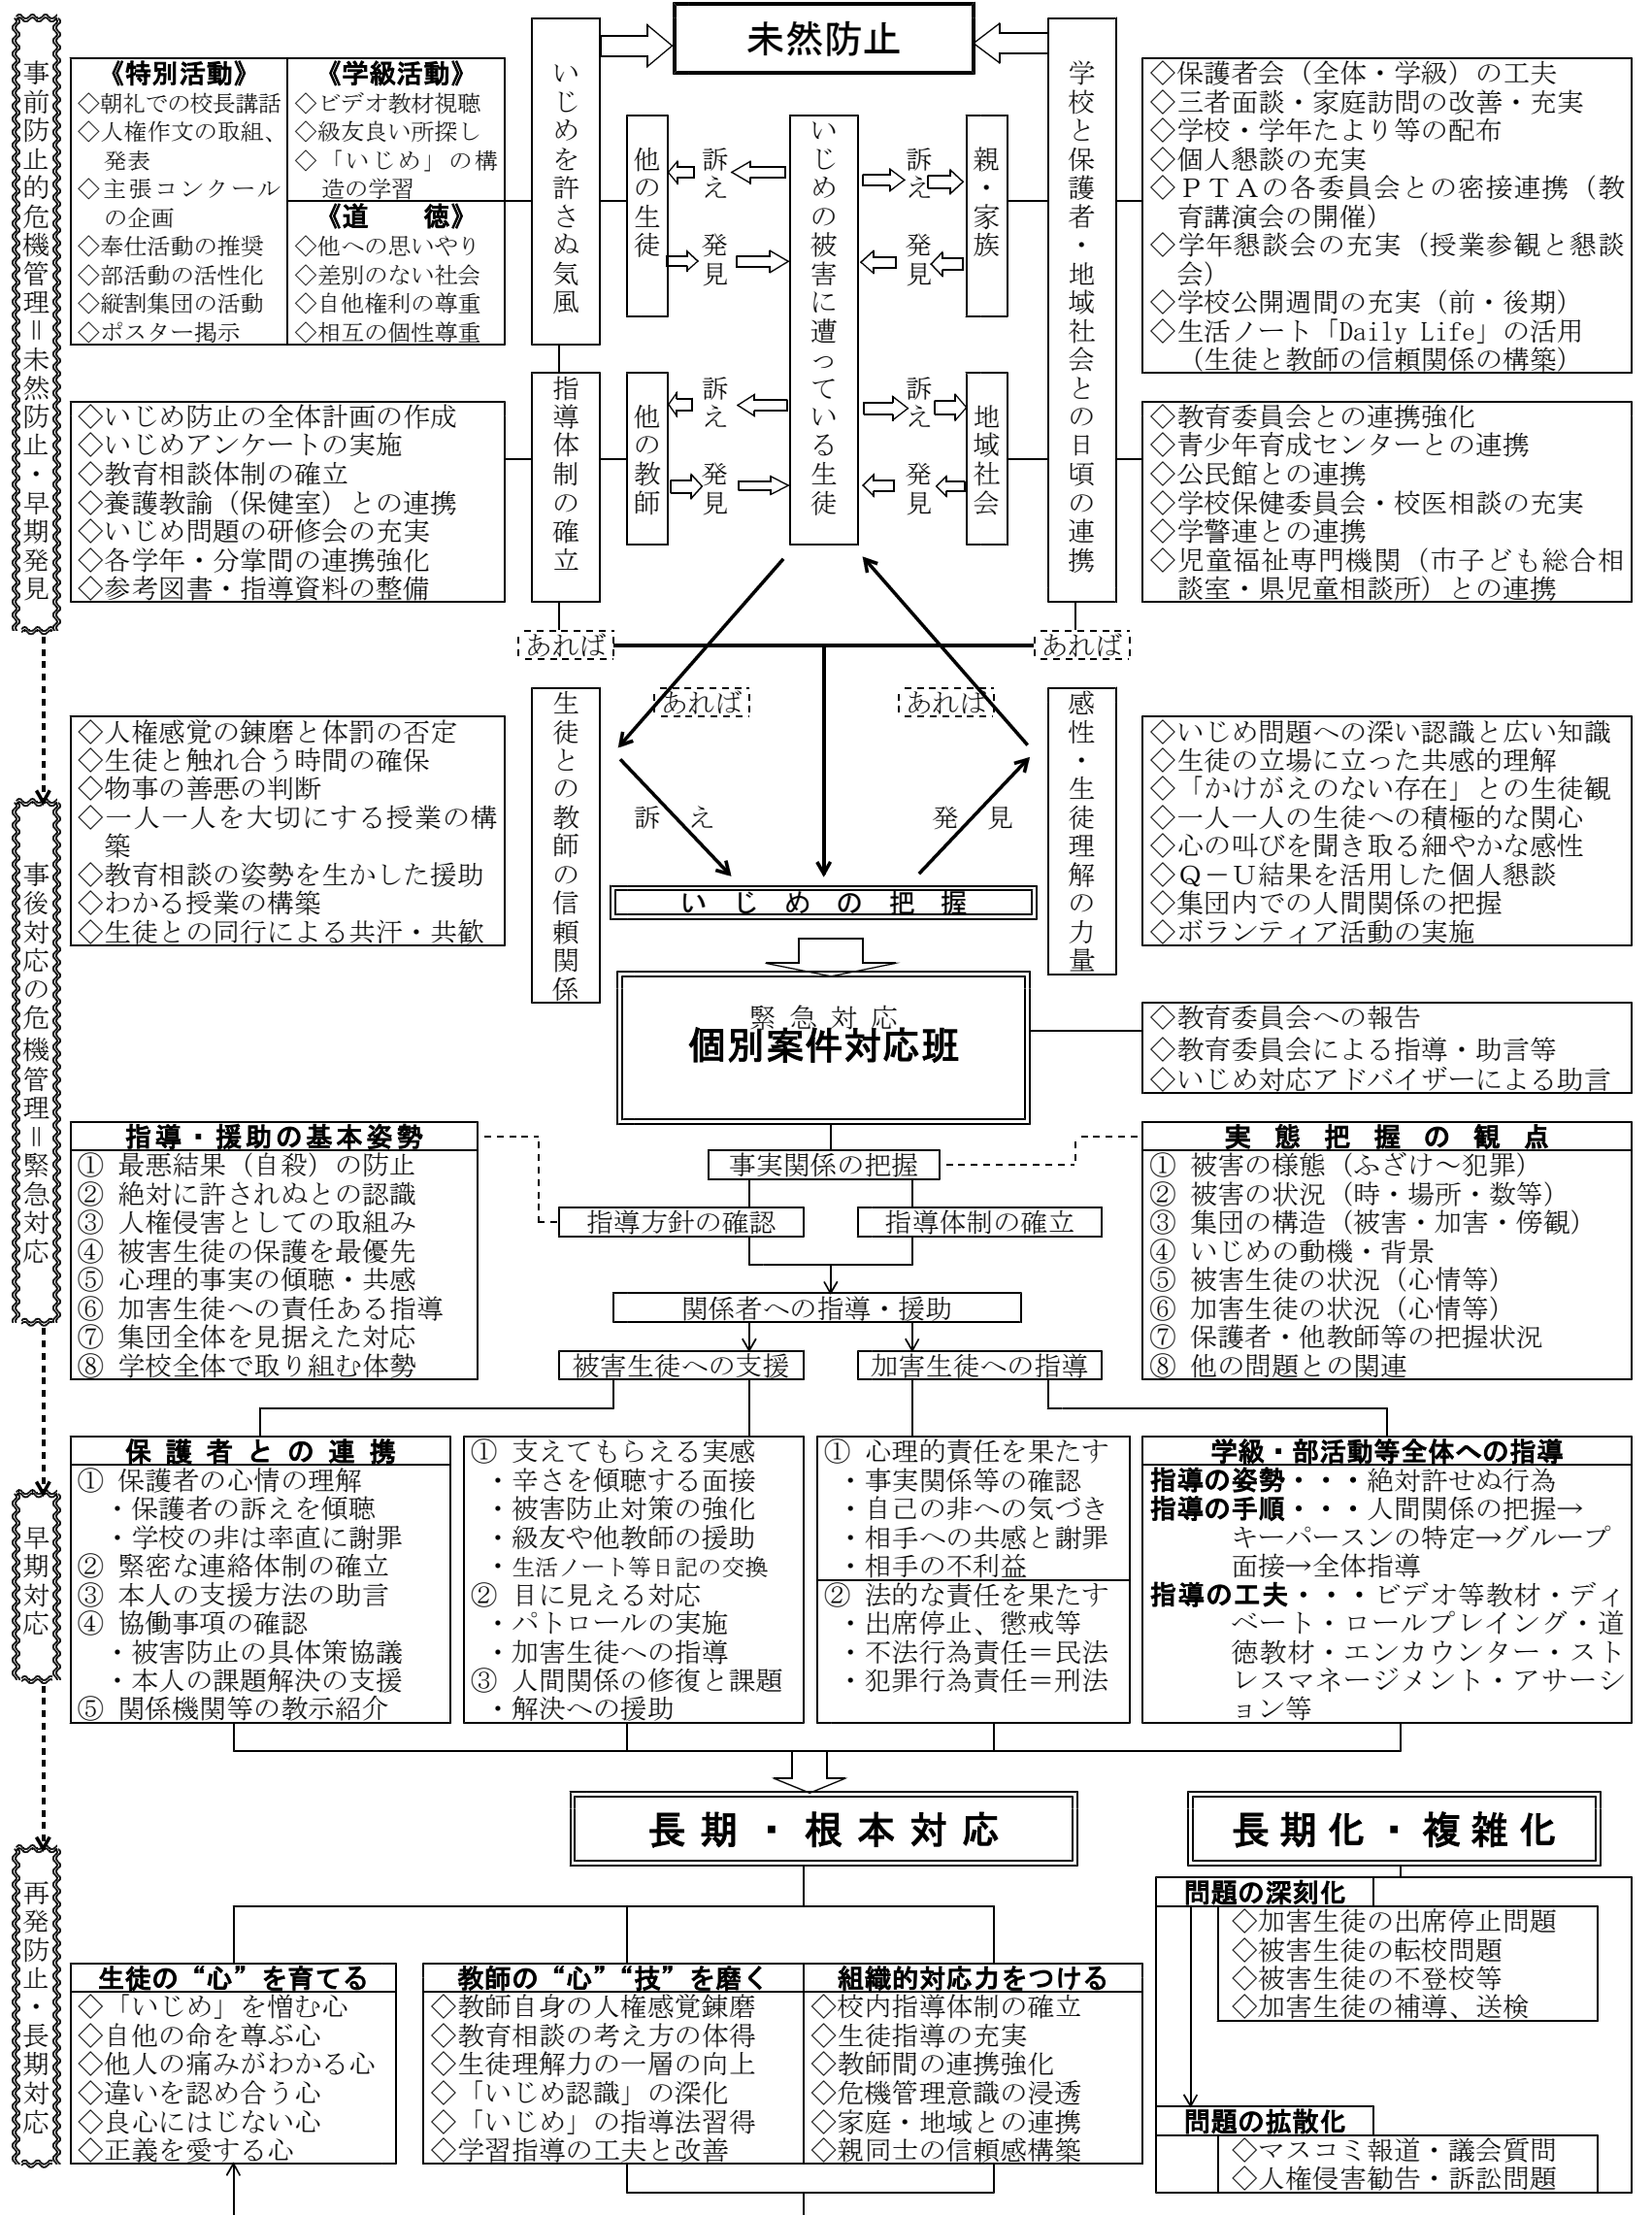 未然防止
事前防止的危機管理＝未然防止・早期発見
《特別活動》
◇朝礼での校長講話
◇人権作文の取組、
発表
◇主張コンクール
の企画
◇奉仕活動の推奨
◇部活動の活性化
◇縦割集団の活動
◇ポスター掲示
《学級活動》
◇ビデオ教材視聴
◇級友良い所探し
◇「いじめ」の構
造の学習
《道　　徳》
◇他への思いやり
◇差別のない社会
◇自他権利の尊重
◇相互の個性尊重
いじめを許さぬ気風
他の生徒
訴え
発見
いじめの被害に遭っている生徒
訴え
発見
親・家族
学校と保護者・地域社会との日頃の連携
◇保護者会（全体・学級）の工夫
◇三者面談・家庭訪問の改善・充実
◇学校・学年たより等の配布
◇個人懇談の充実
◇ＰＴＡの各委員会との密接連携（教
育講演会の開催）
◇学年懇談会の充実（授業参観と懇談
会）
◇学校公開週間の充実（前・後期）
◇生活ノート「Daily Life」の活用
（生徒と教師の信頼関係の構築）
◇いじめ防止の全体計画の作成
◇いじめアンケートの実施
◇教育相談体制の確立
◇養護教諭（保健室）との連携
◇いじめ問題の研修会の充実
◇各学年・分掌間の連携強化
◇参考図書・指導資料の整備
指導体制の確立
他の教師
訴え
発見
訴え
発見
地域社会
◇教育委員会との連携強化
◇青少年育成センターとの連携
◇公民館との連携
◇学校保健委員会・校医相談の充実
◇学警連との連携
◇児童福祉専門機関（市子ども総合相
談室・県児童相談所）との連携
あれば
あれば
あれば
あれば
事後対応の危機管理＝緊急対応
◇人権感覚の錬磨と体罰の否定
◇生徒と触れ合う時間の確保
◇物事の善悪の判断
◇一人一人を大切にする授業の構
築
◇教育相談の姿勢を生かした援助
◇わかる授業の構築
◇生徒との同行による共汗・共歓
生徒との教師の信頼関係
訴　え
発　見
感性・生徒理解の力量
◇いじめ問題への深い認識と広い知識
◇生徒の立場に立った共感的理解
◇「かけがえのない存在」との生徒観
◇一人一人の生徒への積極的な関心
◇心の叫びを聞き取る細やかな感性
◇Ｑ－Ｕ結果を活用した個人懇談
◇集団内での人間関係の把握
◇ボランティア活動の実施
い　じ　め　の　把　握
緊 急 対 応
個別案件対応班
◇教育委員会への報告
◇教育委員会による指導・助言等
◇いじめ対応アドバイザーによる助言
指導・援助の基本姿勢
① 最悪結果（自殺）の防止
② 絶対に許されぬとの認識
③ 人権侵害としての取組み
④ 被害生徒の保護を最優先
⑤ 心理的事実の傾聴・共感
⑥ 加害生徒への責任ある指導
⑦ 集団全体を見据えた対応
⑧ 学校全体で取り組む体勢
事実関係の把握
指導方針の確認
指導体制の確立
関係者への指導・援助
被害生徒への支援
加害生徒への指導
実　態　把　握　の　観　点
① 被害の様態（ふざけ～犯罪）
② 被害の状況（時・場所・数等）
③ 集団の構造（被害・加害・傍観）
④ いじめの動機・背景
⑤ 被害生徒の状況（心情等）
⑥ 加害生徒の状況（心情等）
⑦ 保護者・他教師等の把握状況
⑧ 他の問題との関連
早期対応
保 護 者 と の 連 携
① 保護者の心情の理解
・保護者の訴えを傾聴
・学校の非は率直に謝罪
② 緊密な連絡体制の確立
③ 本人の支援方法の助言
④ 協働事項の確認
・被害防止の具体策協議
・本人の課題解決の支援
⑤ 関係機関等の教示紹介
① 支えてもらえる実感
・辛さを傾聴する面接
・被害防止対策の強化
・級友や他教師の援助
・生活ノート等日記の交換
② 目に見える対応
・パトロールの実施
・加害生徒への指導
③ 人間関係の修復と課題
・解決への援助
① 心理的責任を果たす
・事実関係等の確認
・自己の非への気づき
・相手への共感と謝罪
・相手の不利益
② 法的な責任を果たす
・出席停止、懲戒等
・不法行為責任＝民法
・犯罪行為責任＝刑法
学級・部活動等全体への指導
指導の姿勢・・・絶対許せぬ行為
指導の手順・・・人間関係の把握→
キーパースンの特定→グループ
面接→全体指導
指導の工夫・・・ビデオ等教材・ディ
ベート・ロールプレイング・道
徳教材・エンカウンター・スト
レスマネージメント・アサーシ
ョン等
長 期 ・ 根 本 対 応
長 期 化 ・ 複 雑 化
再発防止・長期対応
生徒の“心”を育てる
◇「いじめ」を憎む心
◇自他の命を尊ぶ心
◇他人の痛みがわかる心
◇違いを認め合う心
◇良心にはじない心
◇正義を愛する心
教師の“心”“技”を磨く
◇教師自身の人権感覚錬磨
◇教育相談の考え方の体得
◇生徒理解力の一層の向上
◇「いじめ認識」の深化
◇「いじめ」の指導法習得
◇学習指導の工夫と改善
組織的対応力をつける
◇校内指導体制の確立
◇生徒指導の充実
◇教師間の連携強化
◇危機管理意識の浸透
◇家庭・地域との連携
◇親同士の信頼感構築
問題の深刻化
◇加害生徒の出席停止問題
◇被害生徒の転校問題
◇被害生徒の不登校等
◇加害生徒の補導、送検
問題の拡散化
◇マスコミ報道・議会質問
◇人権侵害勧告・訴訟問題